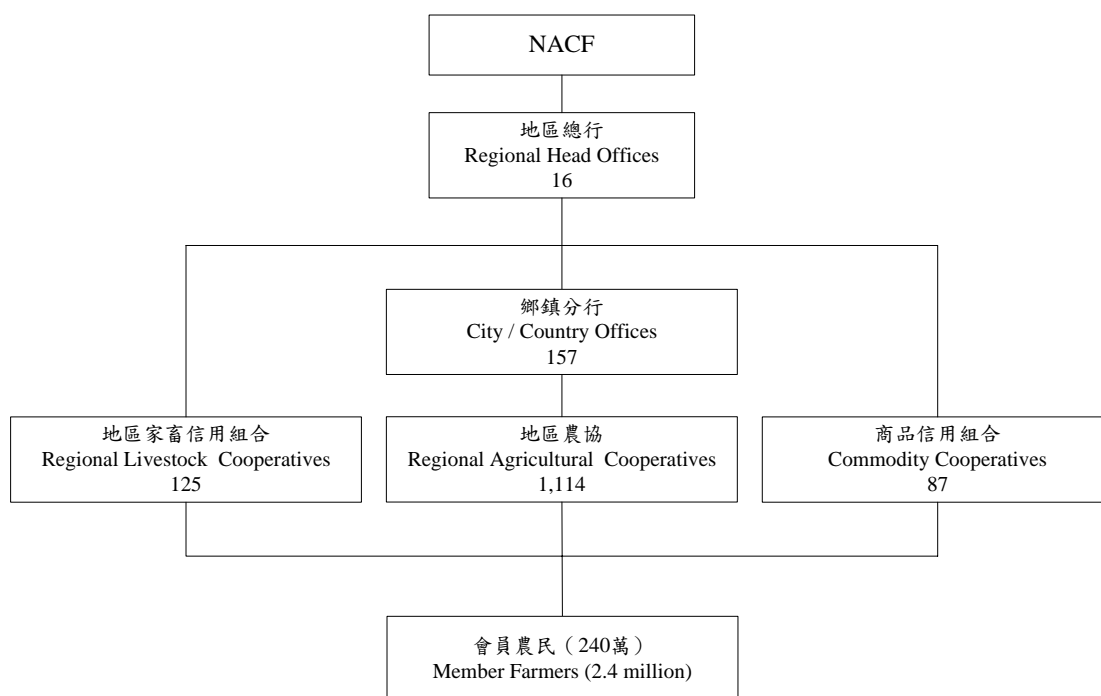 NACF
地區總行
Regional Head Offices
16
鄉鎮分行
City / Country Offices
157
地區家畜信用組合
Regional Livestock Cooperatives
125
地區農協
Regional Agricultural Cooperatives
1,114
商品信用組合
Commodity Cooperatives
87
會員農民（240萬）
Member Farmers (2.4 million)